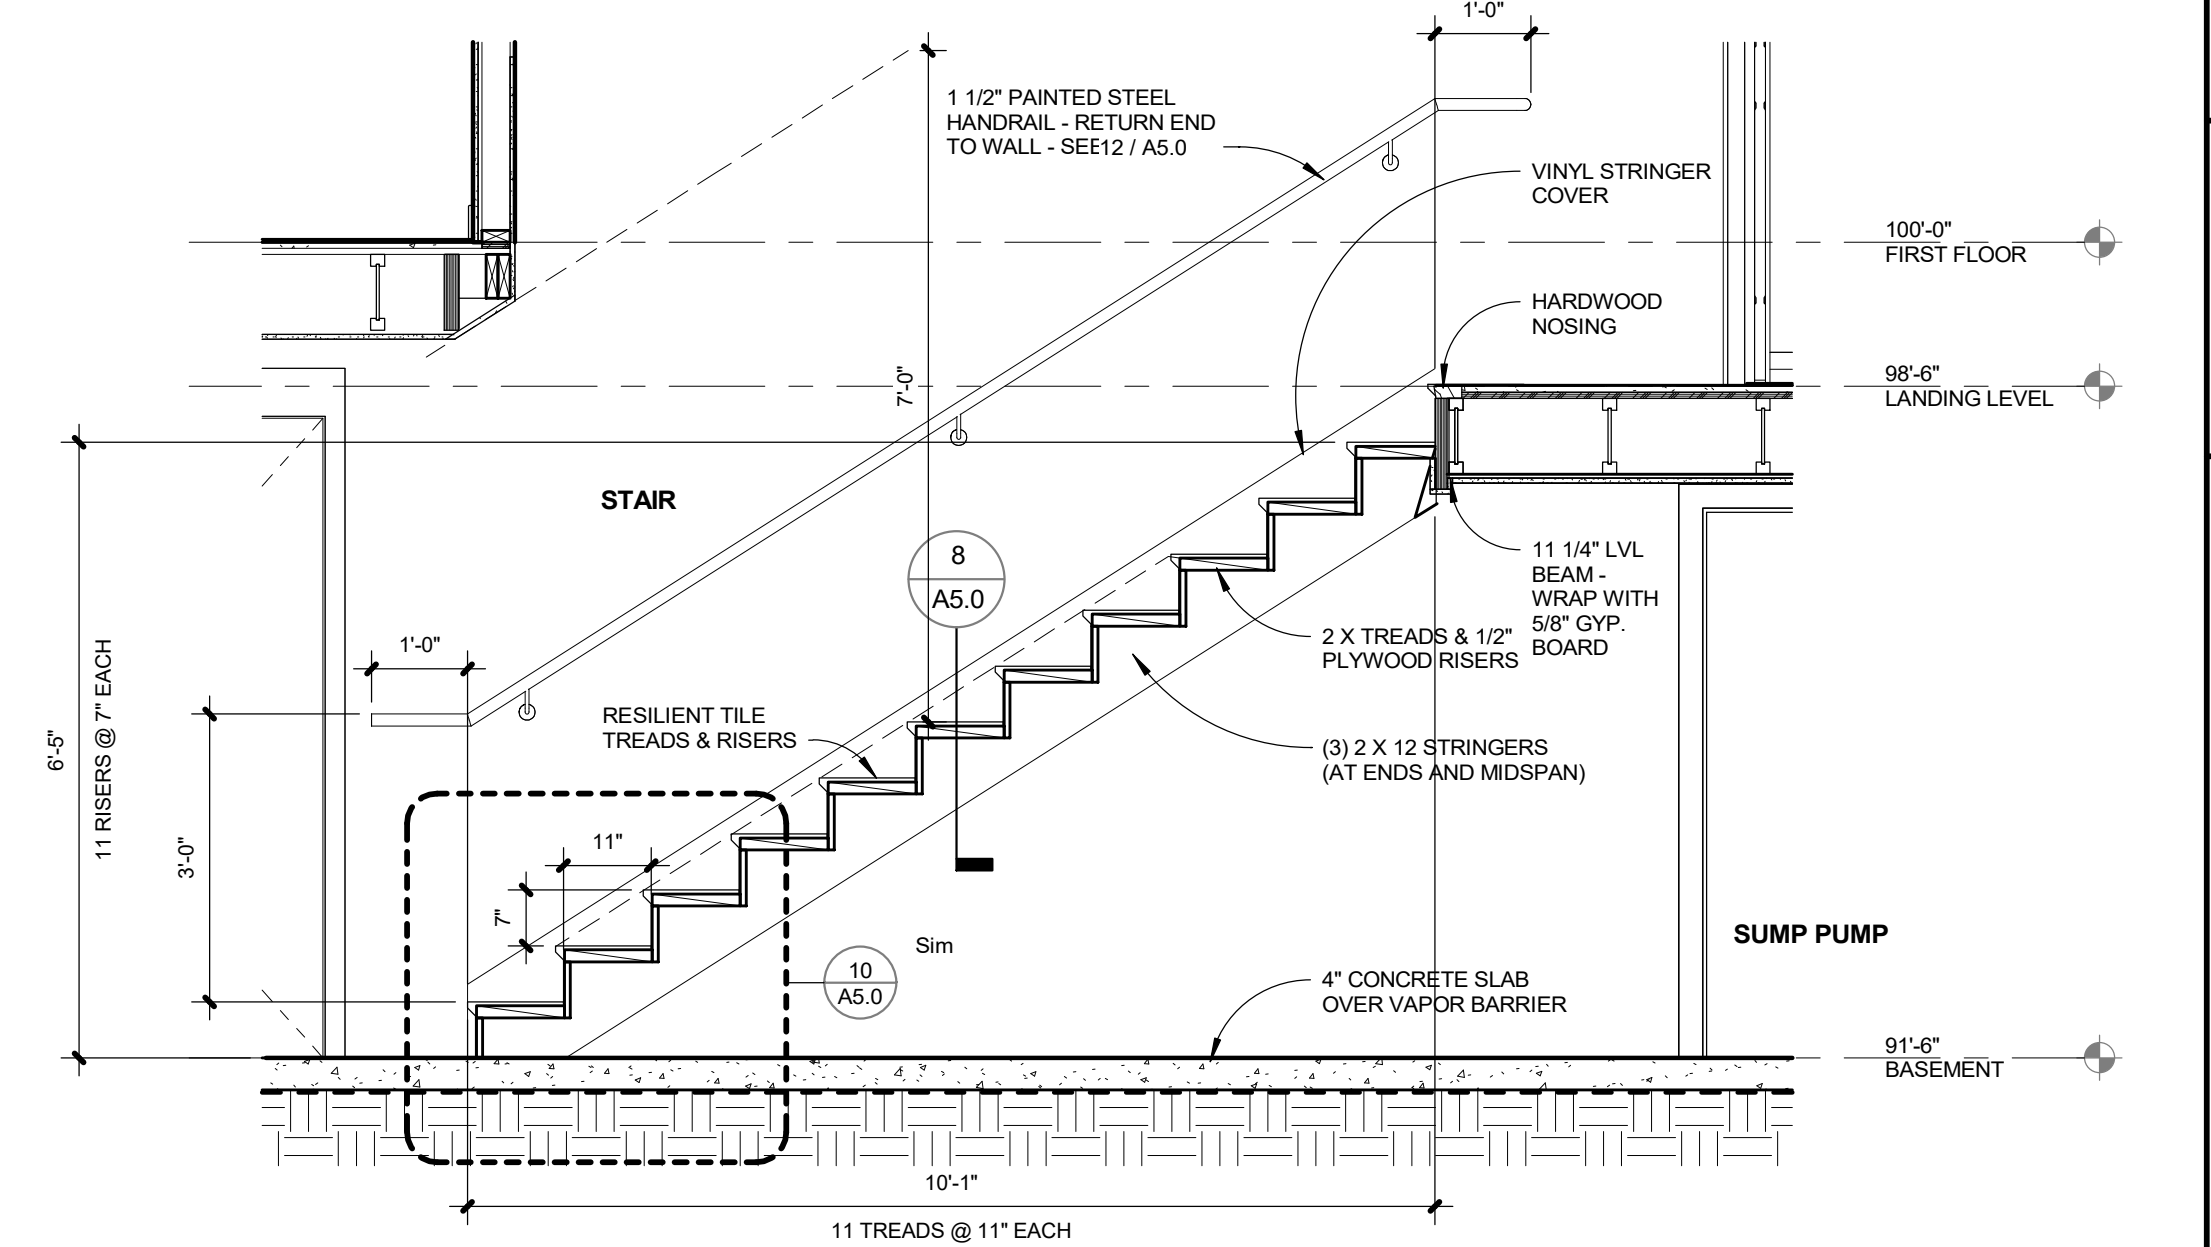 1'-0"
1 1/2" PAINTED STEEL
HANDRAIL - RETURN END
TO WALL - SEE12 / A5.0
VINYL STRINGER
COVER
100'-0"
FIRST FLOOR
HARDWOOD
NOSING
98'-6"
LANDING LEVEL
7'-0"
STAIR
8
A5.0
11 1/4" LVL
BEAM -
WRAP WITH
5/8" GYP.
BOARD
2 X TREADS & 1/2"
PLYWOOD RISERS
1'-0"
6'-5"
11 RISERS @ 7" EACH
3'-0"
RESILIENT TILE
TREADS & RISERS
(3) 2 X 12 STRINGERS
(AT ENDS AND MIDSPAN)
11"
7"
Sim
10
A5.0
SUMP PUMP
4" CONCRETE SLAB
OVER VAPOR BARRIER
91'-6"
BASEMENT
10'-1"
11 TREADS @ 11" EACH